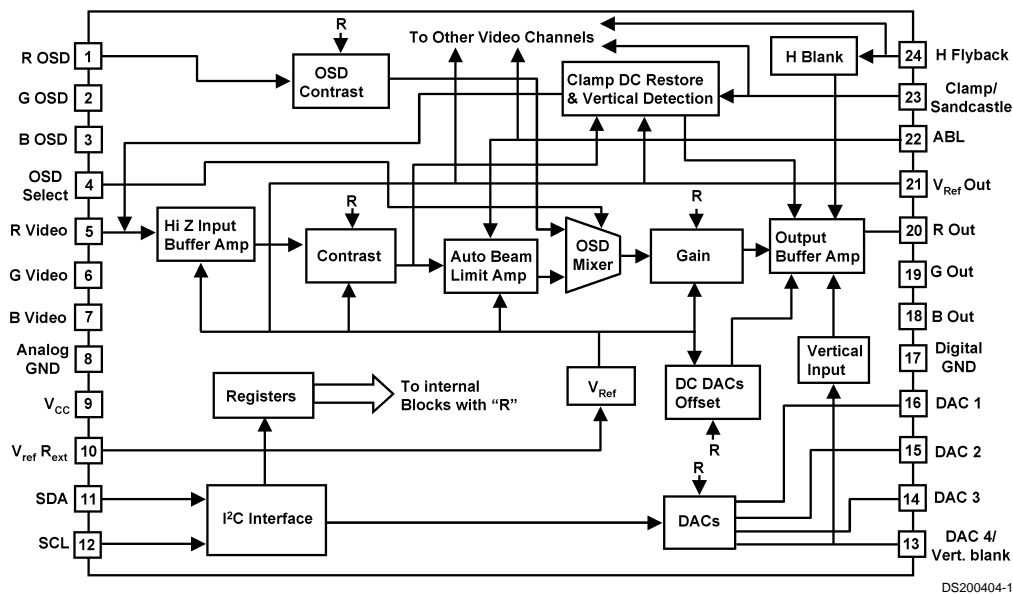 R OSD
1
G OSD
2
B OSD
3
OSD
Select
4
R Video
5
G Video
6
B Video
7
Analog
GND
8
VCC
9
Vref Rext
10
SDA
11
SCL
12
R
OSD
Contrast
To Other Video Channels
R
Clamp DC Restore
& Vertical Detection
H Blank
Hi Z Input
Buffer Amp
R
Contrast
Auto Beam
Limit Amp
OSD
Mixer
R
Gain
Output
Buffer Amp
Registers
To internal
Blocks with “R”
VRef
DC DACs
Offset
R
Vertical
Input
I²C Interface
R
DACs
24
H Flyback
23
Clamp/
Sandcastle
22
ABL
21
VRef Out
20
R Out
19
G Out
18
B Out
17
Digital
GND
16
DAC 1
15
DAC 2
14
DAC 3
13
DAC 4/
Vert. blank
DS200404-1